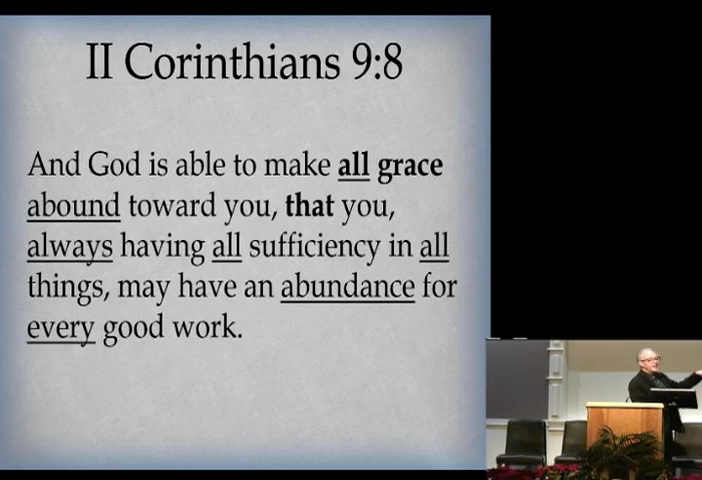 II Corinthians 9:8
And God is able to make all grace
abound toward you, that you,
always having all sufficiency in all
things, may have an abundance for
every good work.